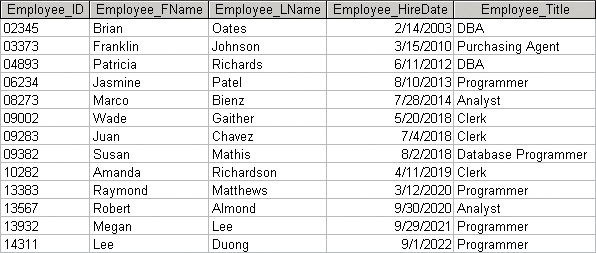 Employee_ID Employee_FName Employee_LName Employee_HireDate Employee_Title
02345 Brian Oates 2/14/2003 DBA
03373 Franklin Johnson 3/15/2010 Purchasing Agent
04893 Patricia Richards 6/11/2012 DBA
06234 Jasmine Patel 8/10/2013 Programmer
08273 Marco Bienz 7/28/2014 Analyst
09002 Wade Gaither 5/20/2018 Clerk
09283 Juan Chavez 7/4/2018 Clerk
09382 Susan Mathis 8/2/2018 Database Programmer
10282 Amanda Richardson 4/11/2019 Clerk
13383 Raymond Matthews 3/12/2020 Programmer
13567 Robert Almond 9/30/2020 Analyst
13932 Megan Lee 9/29/2021 Programmer
14311 Lee Duong 9/1/2022 Programmer